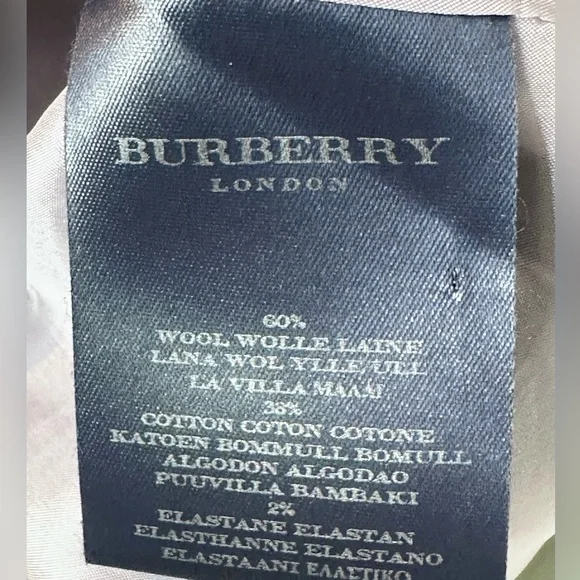 BURBERRY
LONDON
60%
WOOL WOLLE LAINE
LANA WOL YLLE ULL
LA VILLA ΜΑΛΛΙ
38%
COTTON COTON COTONE
KATOEN BOMMULL BOMULL
ALGODON ALGODAO
PUUVILLA BAMBAKI
2%
ELASTANE ELASTAN
ELASTHANNE ELASTANO
ELASTAANI ΕΛΑΣΤΙΚΟ